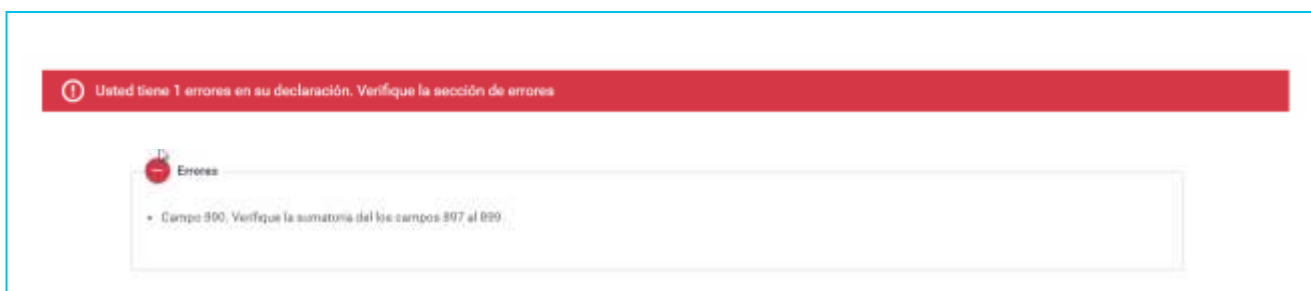 Usted tiene 1 errores en su declaración. Verifique la sección de errores
Errores
Campo 890. Verifique la sumatoria del los campos 897 al 899